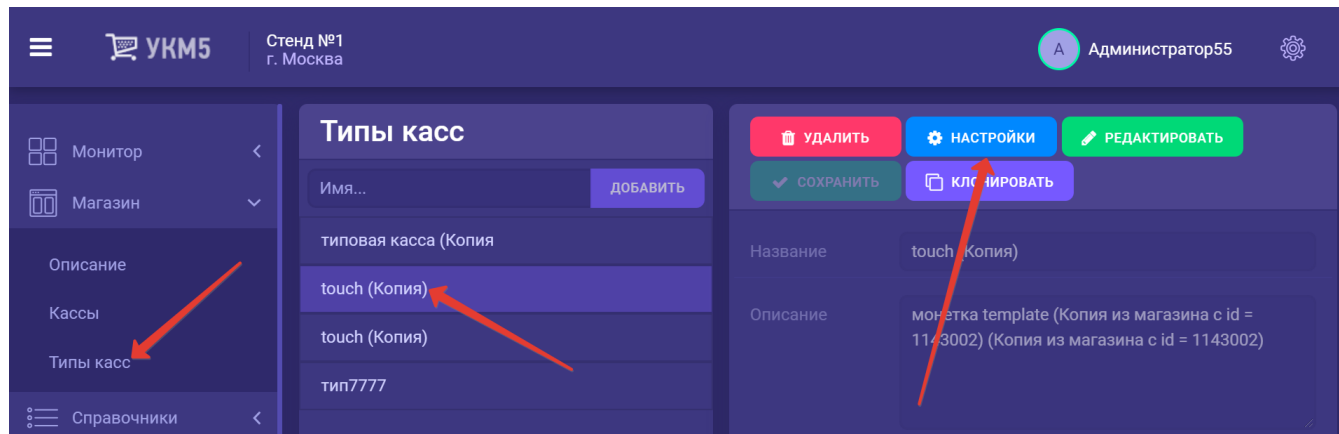 УКМ5
Стенд №1
г. Москва
А
Администратор55
Монитор
Магазин
Описание
Кассы
Типы касс
Справочники
Типы касс
Имя...
ДОБАВИТЬ
типовая касса (Копия
touch (Копия)
touch (Копия)
тип7777
УДАЛИТЬ
НАСТРОЙКИ
РЕДАКТИРОВАТЬ
СОХРАНИТЬ
КЛОНИРОВАТЬ
Название
touch (Копия)
Описание
монетка template (Копия из магазина с id =
1143002) (Копия из магазина с id = 1143002)